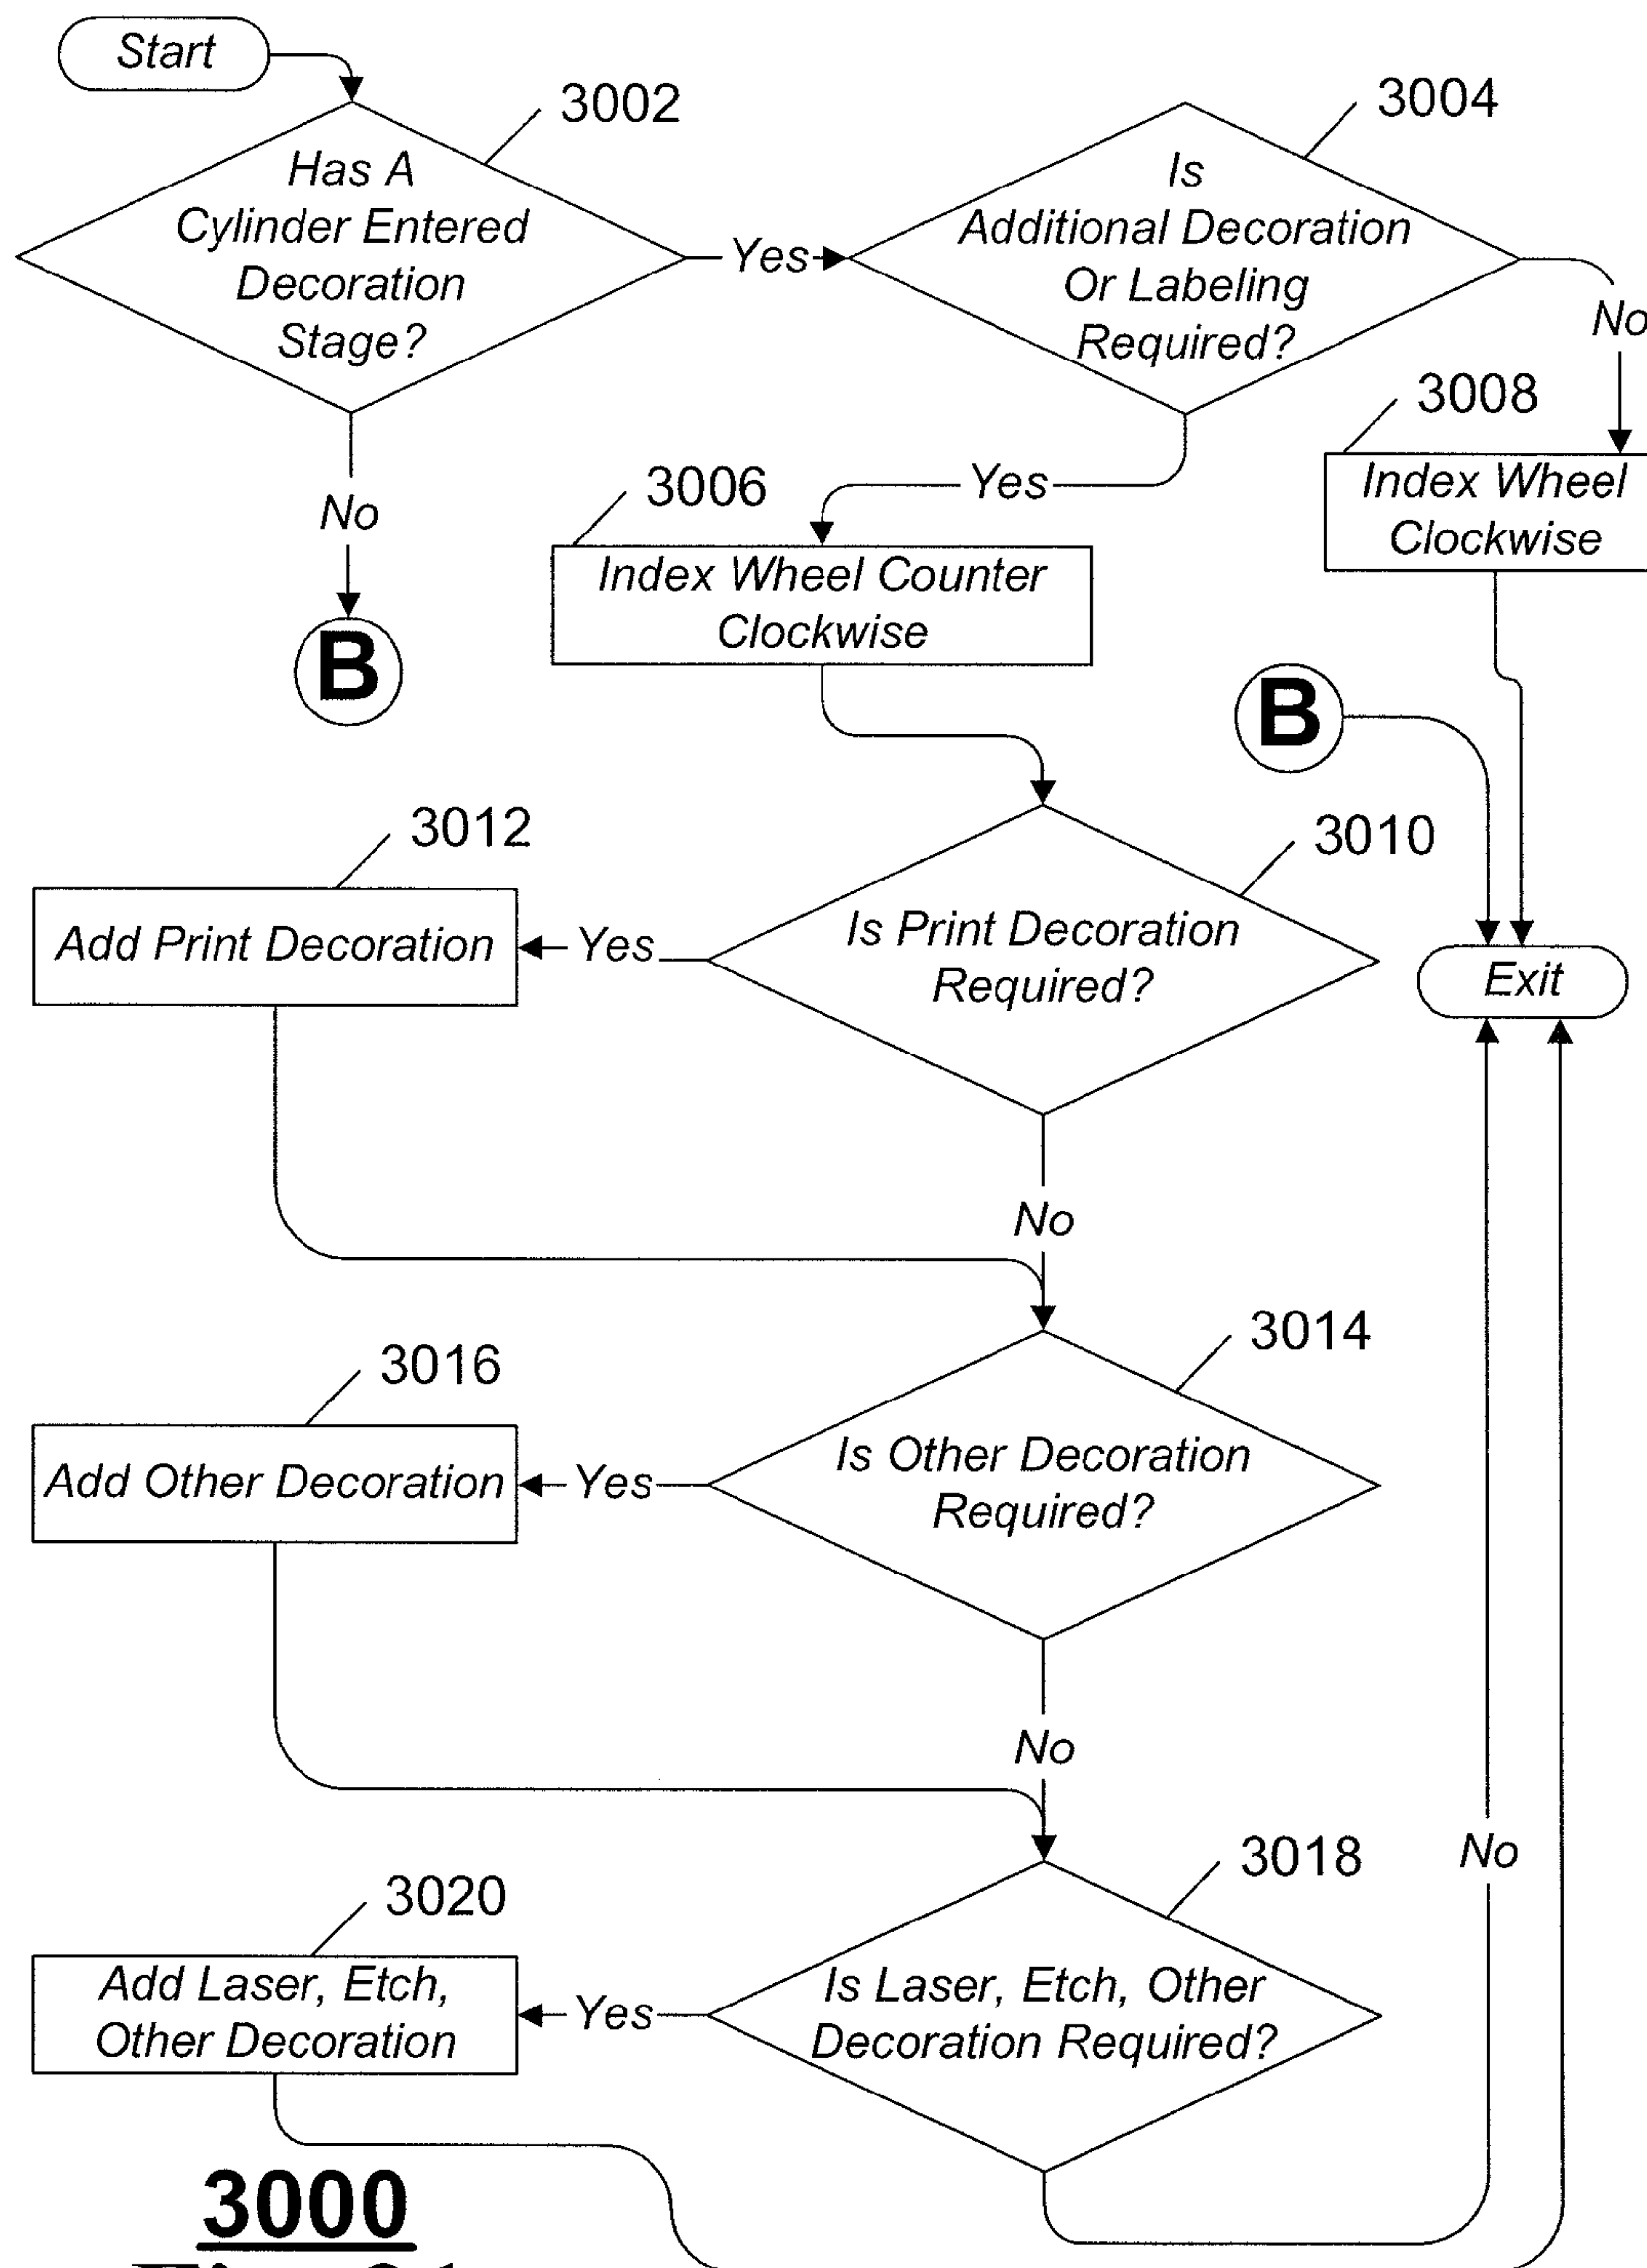 Start
3002
Has A
Cylinder Entered
Decoration
Stage?
Yes
3004
Is
Additional Decoration
Or Labeling
Required?
No
3008
Index Wheel
Clockwise
Yes
3006
Index Wheel Counter
Clockwise
No
B
B
3012
Add Print Decoration
Yes
3010
Is Print Decoration
Required?
Exit
No
3016
Add Other Decoration
Yes
3014
Is Other Decoration
Required?
No
3020
Add Laser, Etch,
Other Decoration
Yes
3018
Is Laser, Etch, Other
Decoration Required?
No
3000